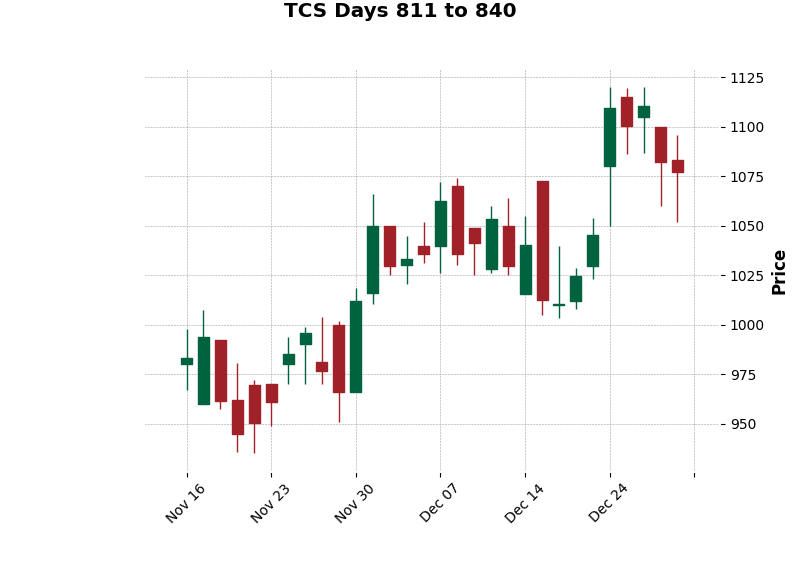 TCS Days 811 to 840
1125
1100
1075
1050
1025
1000
975
950
Price
Nov 16
Nov 23
Nov 30
Dec 07
Dec 14
Dec 24